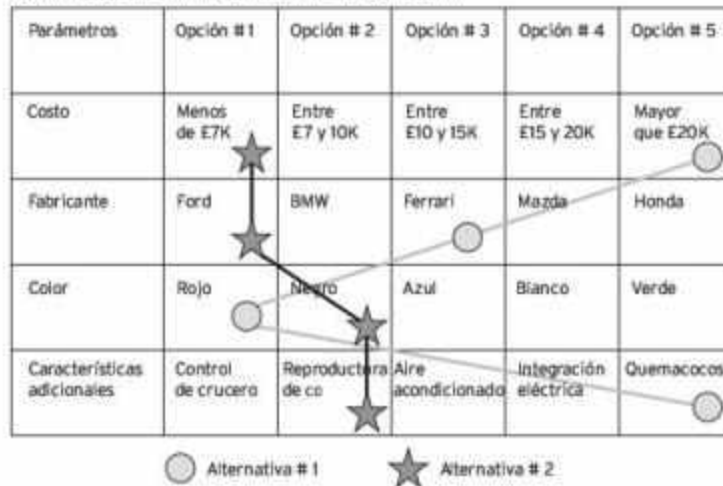 Parámetros Opción # 1 Opción # 2 Opción # 3 Opción # 4 Opción # 5
Costo Menos Entre Entre Entre Mayor
de £7K £7 y 10K £10 y 15K £15 y 20K que £20K
Fabricante Ford BMW Ferrari Mazda Honda
Color Rojo Negro Azul Blanco Verde
Características Control Reproductora Aire Integración Quemacocos
adicionales de crucero de CD acondicionado eléctrica
Alternativa # 1 Alternativa # 2